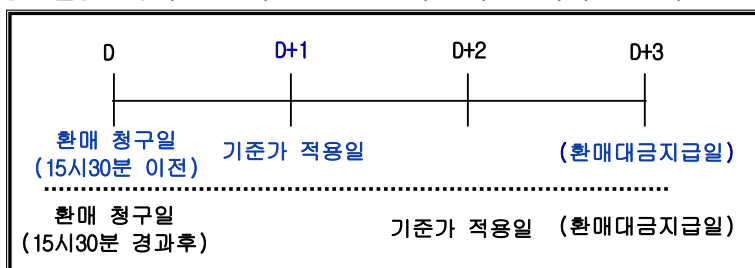 D D+1 D+2 D+3
환매 청구일 기준가 적용일 (환매대금지급일)
(15시30분 이전)
환매 청구일 기준가 적용일 (환매대금지급일)
(15시30분 경과후)